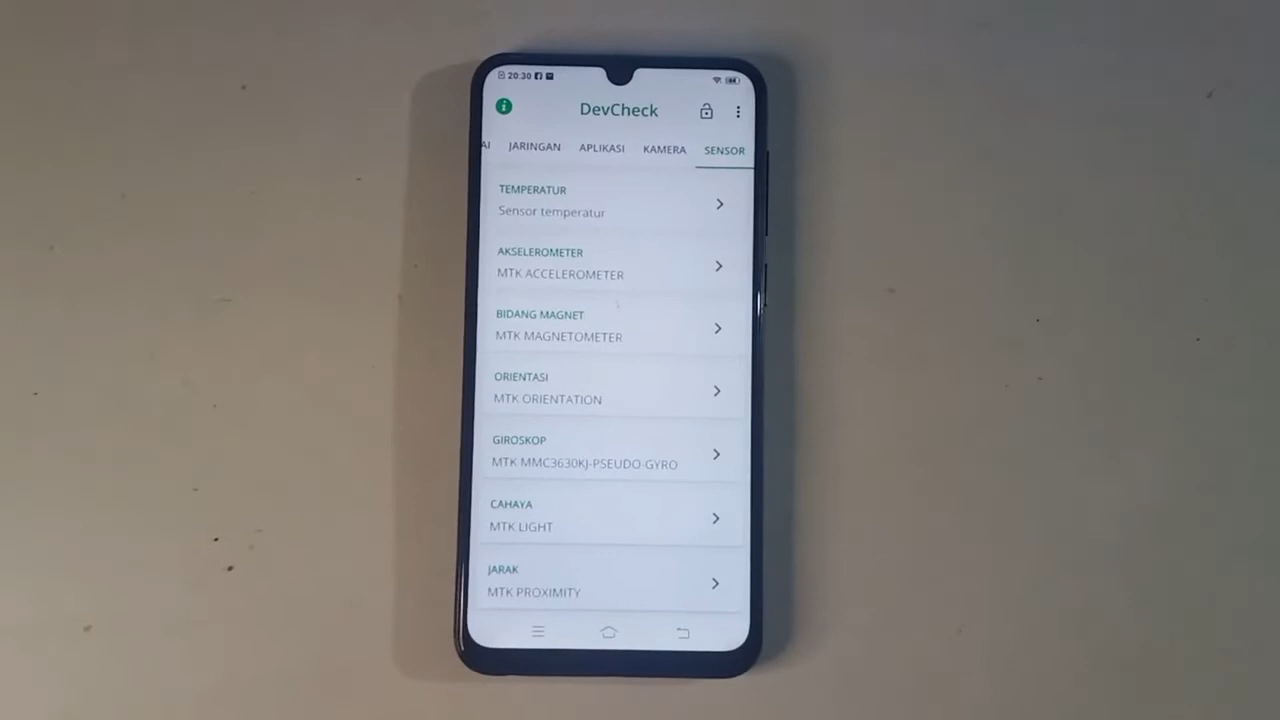 20:30
DevCheck
AI JARINGAN APLIKASI KAMERA SENSOR
TEMPERATUR
Sensor temperatur
AKSELEROMETER
MTK ACCELEROMETER
BIDANG MAGNET
MTK MAGNETOMETER
ORIENTASI
MTK ORIENTATION
GIROSKOP
MTK MMC3630KJ-PSEUDO-GYRO
CAHAYA
MTK LIGHT
JARAK
MTK PROXIMITY